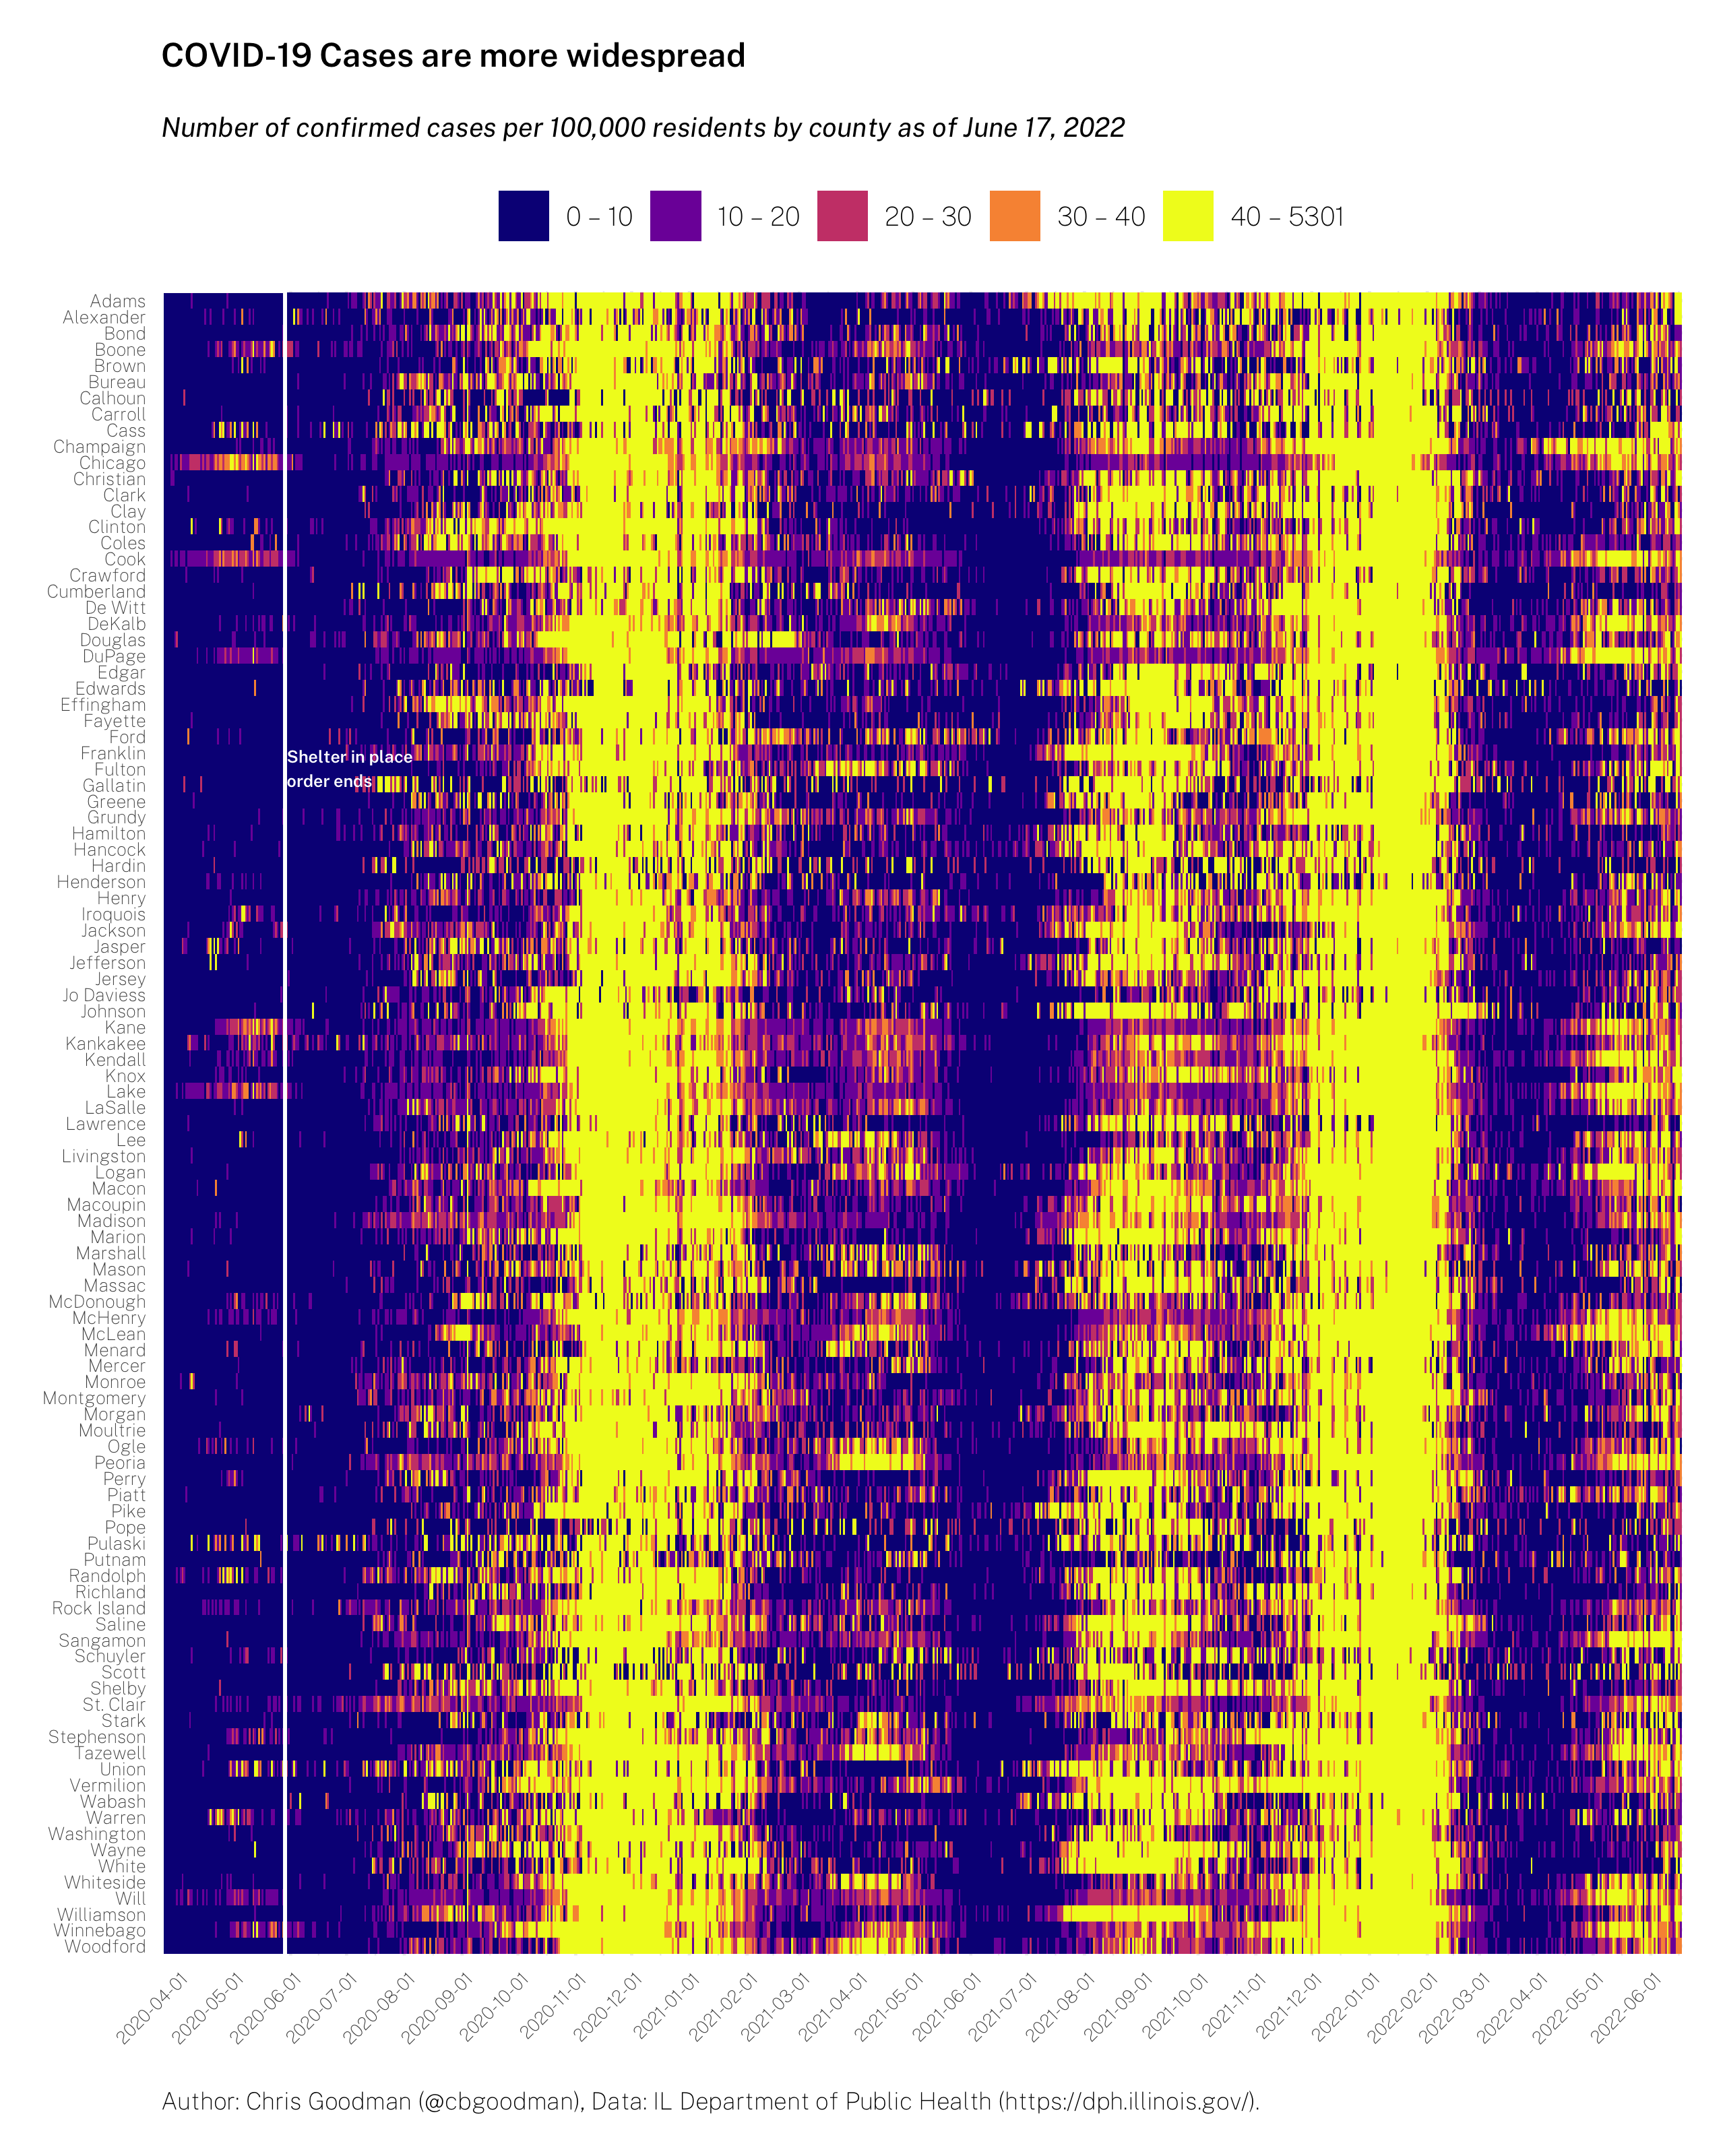 COVID-19 Cases are more widespread
Number of confirmed cases per 100,000 residents by county as of June 17, 2022
0 – 10 10 – 20 20 – 30 30 – 40 40 – 5301
Adams
Alexander
Bond
Boone
Brown
Bureau
Calhoun
Carroll
Cass
Champaign
Chicago
Christian
Clark
Clay
Clinton
Coles
Cook
Crawford
Cumberland
De Witt
DeKalb
Douglas
DuPage
Edgar
Edwards
Effingham
Fayette
Ford
Franklin
Fulton
Gallatin
Greene
Grundy
Hamilton
Hancock
Hardin
Henderson
Henry
Iroquois
Jackson
Jasper
Jefferson
Jersey
Jo Daviess
Johnson
Kane
Kankakee
Kendall
Knox
Lake
LaSalle
Lawrence
Lee
Livingston
Logan
Macon
Macoupin
Madison
Marion
Marshall
Mason
Massac
McDonough
McHenry
McLean
Menard
Mercer
Monroe
Montgomery
Morgan
Moultrie
Ogle
Peoria
Perry
Piatt
Pike
Pope
Pulaski
Putnam
Randolph
Richland
Rock Island
Saline
Sangamon
Schuyler
Scott
Shelby
St. Clair
Stark
Stephenson
Tazewell
Union
Vermilion
Wabash
Warren
Washington
Wayne
White
Whiteside
Will
Williamson
Winnebago
Woodford
Shelter in place
order ends
2020-04-01
2020-05-01
2020-06-01
2020-07-01
2020-08-01
2020-09-01
2020-10-01
2020-11-01
2020-12-01
2021-01-01
2021-02-01
2021-03-01
2021-04-01
2021-05-01
2021-06-01
2021-07-01
2021-08-01
2021-09-01
2021-10-01
2021-11-01
2021-12-01
2022-01-01
2022-02-01
2022-03-01
2022-04-01
2022-05-01
2022-06-01
Author: Chris Goodman (@cbgoodman), Data: IL Department of Public Health (https://dph.illinois.gov/).